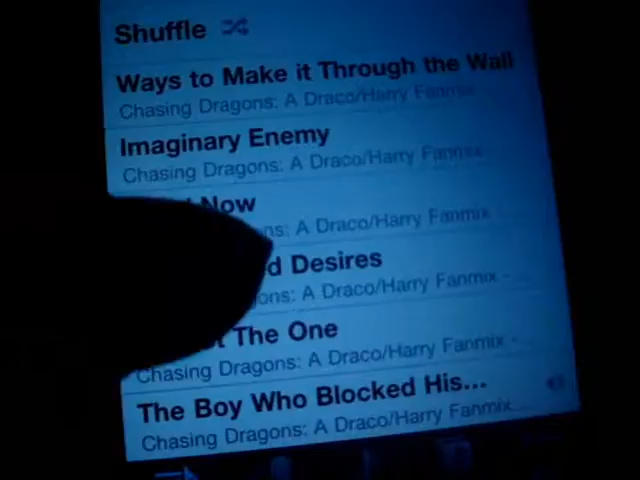 Shuffle
Ways to Make it Through the Wall
Chasing Dragons: A Draco/Harry Fanmix
Imaginary Enemy
Chasing Dragons: A Draco/Harry Fanmix
Now
ns: A Draco/Harry Fanmix
d Desires
ons: A Draco/Harry Fanmix -...
t The One
Chasing Dragons: A Draco/Harry Fanmix -...
The Boy Who Blocked His...
Chasing Dragons: A Draco/Harry Fanmix...